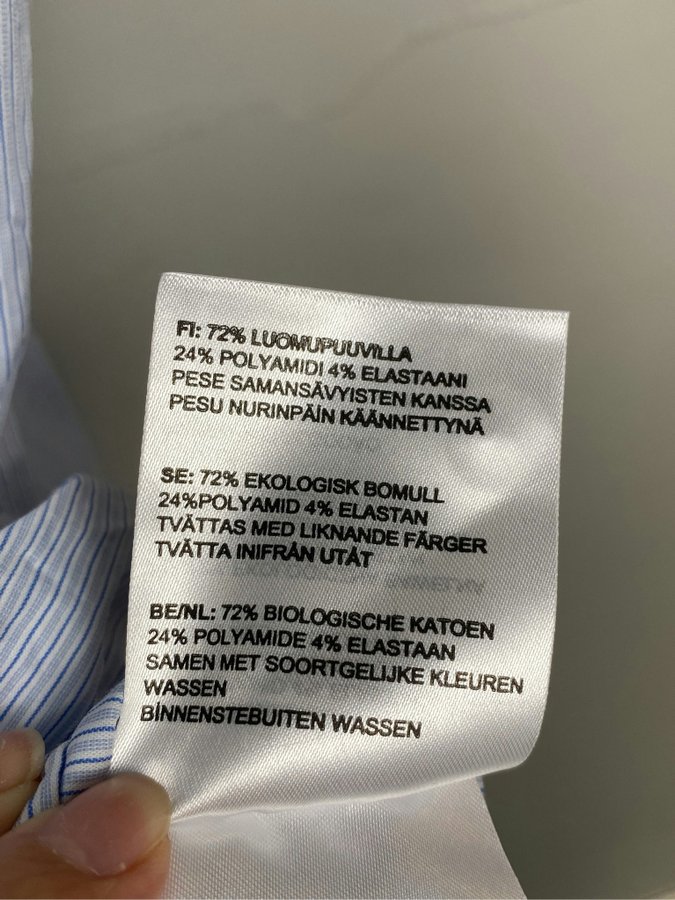 FI: 72% LUOMUPUUVILLA
24% POLYAMIDI 4% ELASTAANI
PESE SAMANSÄVYISTEN KANSSA
PESU NURINPÄIN KÄÄNNETTYNÄ
SE: 72% EKOLOGISK BOMULL
24%POLYAMID 4% ELASTAN
TVÄTTAS MED LIKNANDE FÄRGER
TVÄTTA INIFRÅN UTÅT
BE/NL: 72% BIOLOGISCHE KATOEN
24% POLYAMIDE 4% ELASTAAN
SAMEN MET SOORTGELIJKE KLEUREN
WASSEN
BINNENSTEBUITEN WASSEN